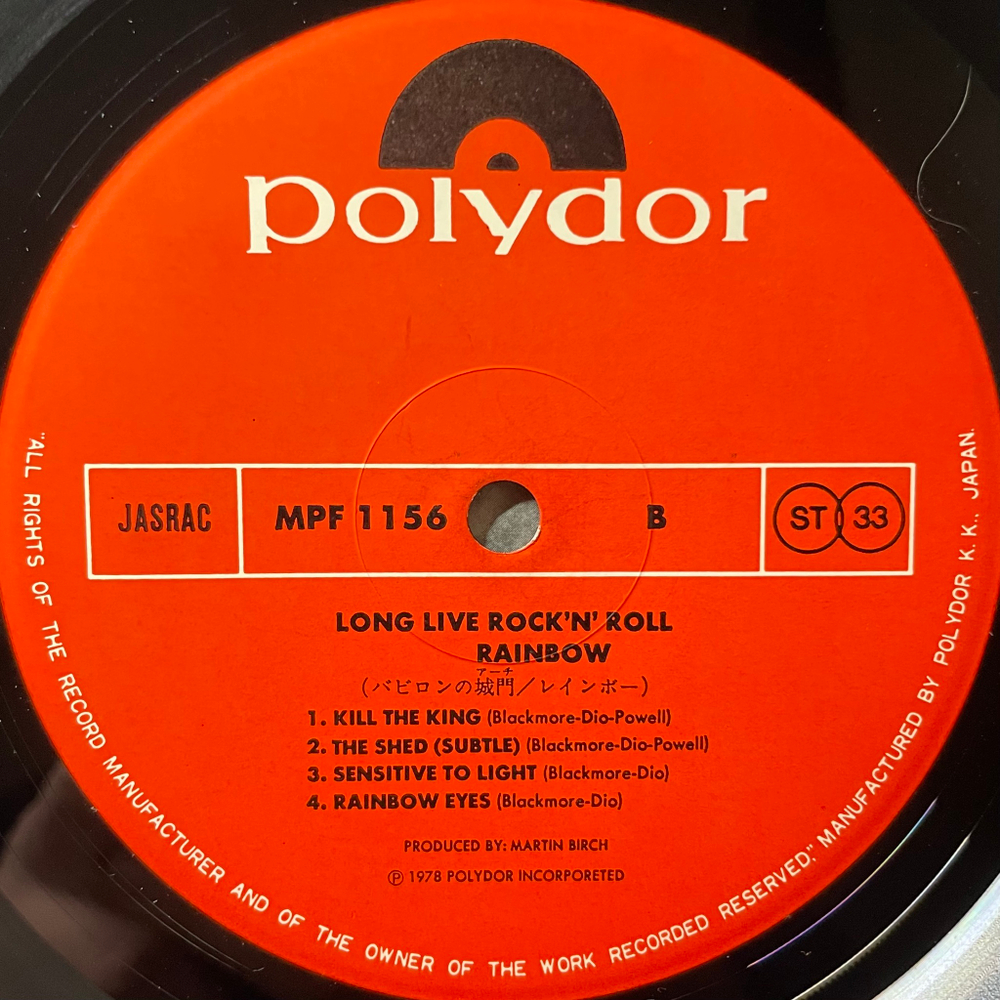 polydor
JASRAC
MPF 1156
B
ST 33
LONG LIVE ROCK'N' ROLL
RAINBOW
アーチ
(バビロンの城門/レインボー)
1. KILL THE KING (Blackmore-Dio-Powell)
2. THE SHED (SUBTLE) (Blackmore-Dio-Powell)
3. SENSITIVE TO LIGHT (Blackmore-Dio)
4. RAINBOW EYES (Blackmore-Dio)
PRODUCED BY: MARTIN BIRCH
Ⓟ 1978 POLYDOR INCORPORETED
"ALL RIGHTS OF THE RECORD MANUFACTURER AND OF THE OWNER OF THE WORK RECORDED RESERVED." MANUFACTURED BY POLYDOR K. K., JAPAN.